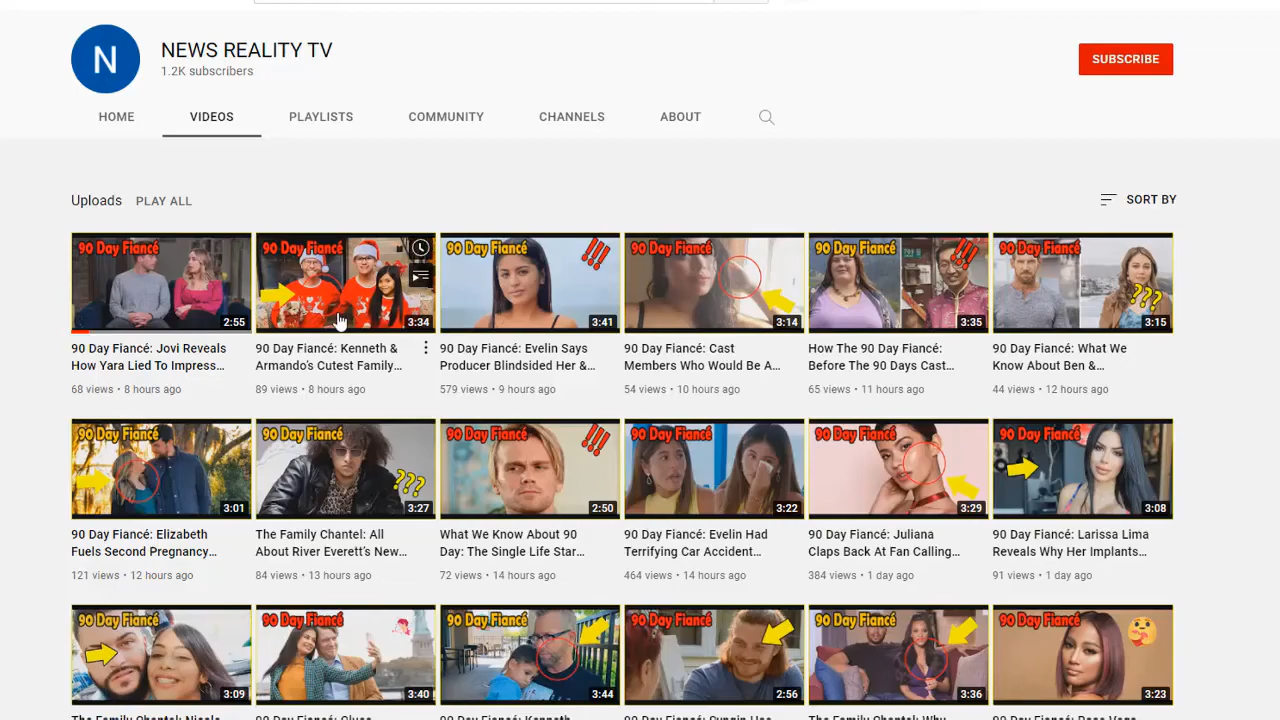 N
NEWS REALITY TV
1.2K subscribers
SUBSCRIBE
HOME
VIDEOS
PLAYLISTS
COMMUNITY
CHANNELS
ABOUT
Uploads
PLAY ALL
SORT BY
90 Day Fiancé
2:55
90 Day Fiancé
3:34
90 Day Fiancé
!!!
3:41
90 Day Fiancé
3:14
90 Day Fiancé
!!!
3:35
90 Day Fiancé
???
3:15
90 Day Fiancé: Jovi Reveals
How Yara Lied To Impress...
68 views • 8 hours ago
90 Day Fiancé: Kenneth &
Armando's Cutest Family...
89 views • 8 hours ago
90 Day Fiancé: Evelin Says
Producer Blindsided Her &...
579 views • 9 hours ago
90 Day Fiancé: Cast
Members Who Would Be A...
54 views • 10 hours ago
How The 90 Day Fiancé:
Before The 90 Days Cast...
65 views • 11 hours ago
90 Day Fiancé: What We
Know About Ben &...
44 views • 12 hours ago
90 Day Fiancé
3:01
90 Day Fiancé
???
3:27
90 Day Fiancé
!!!
2:50
90 Day Fiancé
3:22
90 Day Fiancé
3:29
90 Day Fiancé
3:08
90 Day Fiancé: Elizabeth
Fuels Second Pregnancy...
121 views • 12 hours ago
The Family Chantel: All
About River Everett's New...
84 views • 13 hours ago
What We Know About 90
Day: The Single Life Star...
72 views • 14 hours ago
90 Day Fiancé: Evelin Had
Terrifying Car Accident...
464 views • 14 hours ago
90 Day Fiancé: Juliana
Claps Back At Fan Calling...
384 views • 1 day ago
90 Day Fiancé: Larissa Lima
Reveals Why Her Implants...
91 views • 1 day ago
90 Day Fiancé
3:09
90 Day Fiancé
3:40
90 Day Fiancé
3:44
90 Day Fiancé
2:56
90 Day Fiancé
3:36
90 Day Fiancé
3:23